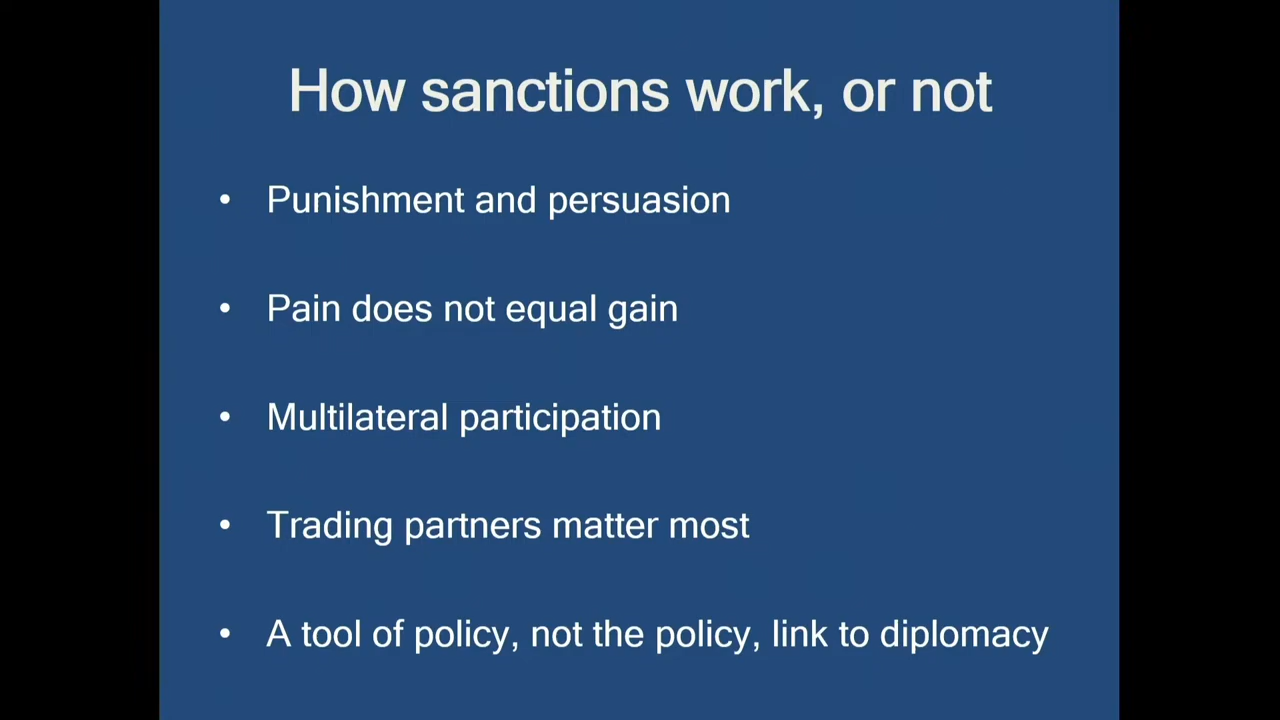 How sanctions work, or not
• Punishment and persuasion
• Pain does not equal gain
• Multilateral participation
• Trading partners matter most
• A tool of policy, not the policy, link to diplomacy